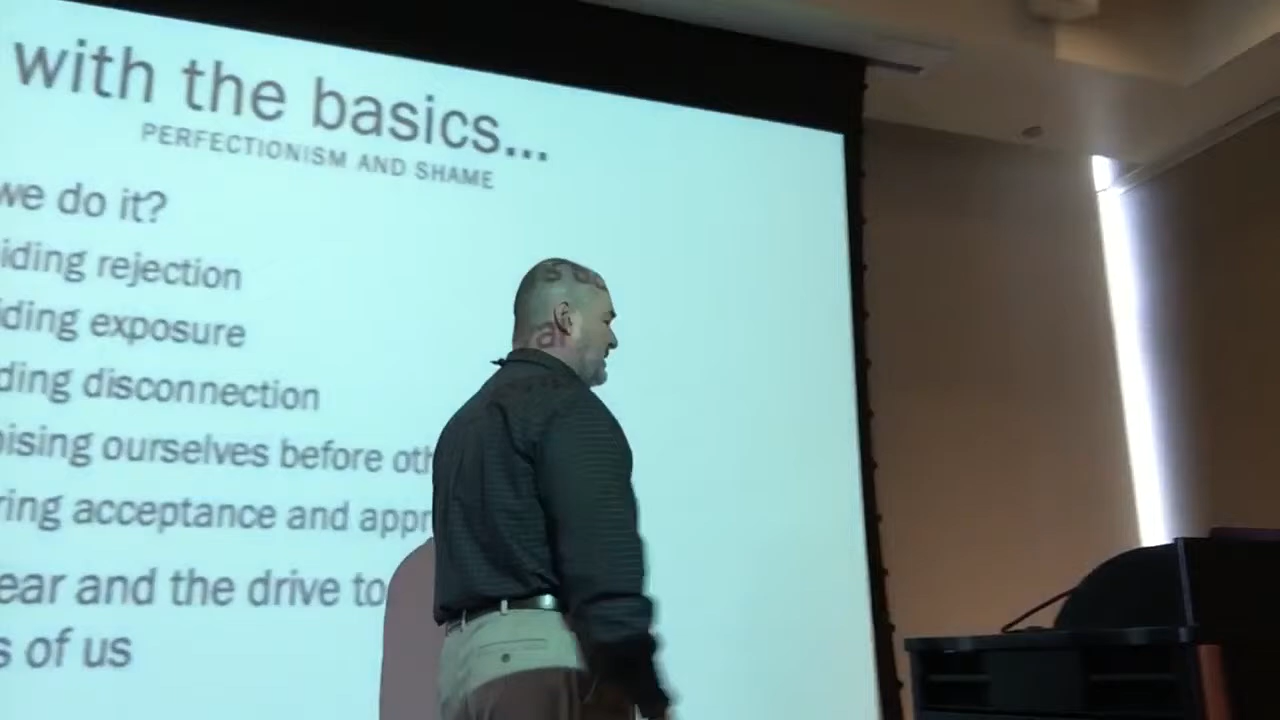 with the basics...
PERFECTIONISM AND SHAME
we do it?
iding rejection
ding exposure
ding disconnection
ising ourselves before oth
ring acceptance and appr
ear and the drive to
s of us